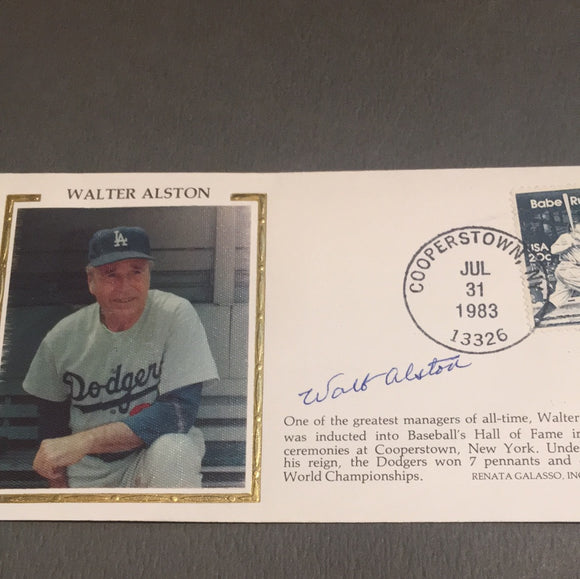 WALTER ALSTON
LA
Dodgers
COOPERSTOWN,
JUL
31
1983
13326
Babe
USA
20c
Walt Alston
One of the greatest managers of all-time, Walter
was inducted into Baseball's Hall of Fame in
ceremonies at Cooperstown, New York. Unde
his reign, the Dodgers won 7 pennants and
World Championships.
RENATA GALASSO, INC